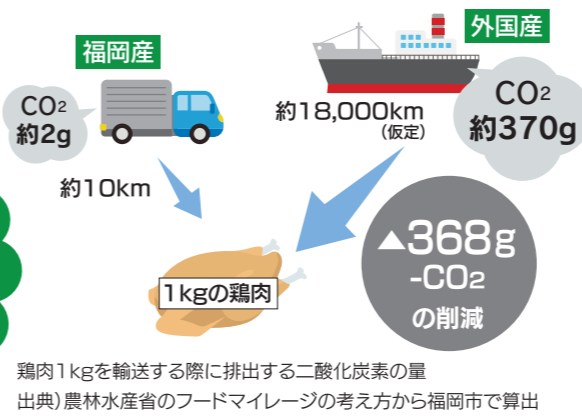 福岡産
外国産
CO2
約2g
約10km
約18,000km
(仮定)
CO2
約370g
1kgの鶏肉
▲368g
-CO2
の削減
鶏肉1kgを輸送する際に排出する二酸化炭素の量
出典)農林水産省のフードマイレージの考え方から福岡市で算出